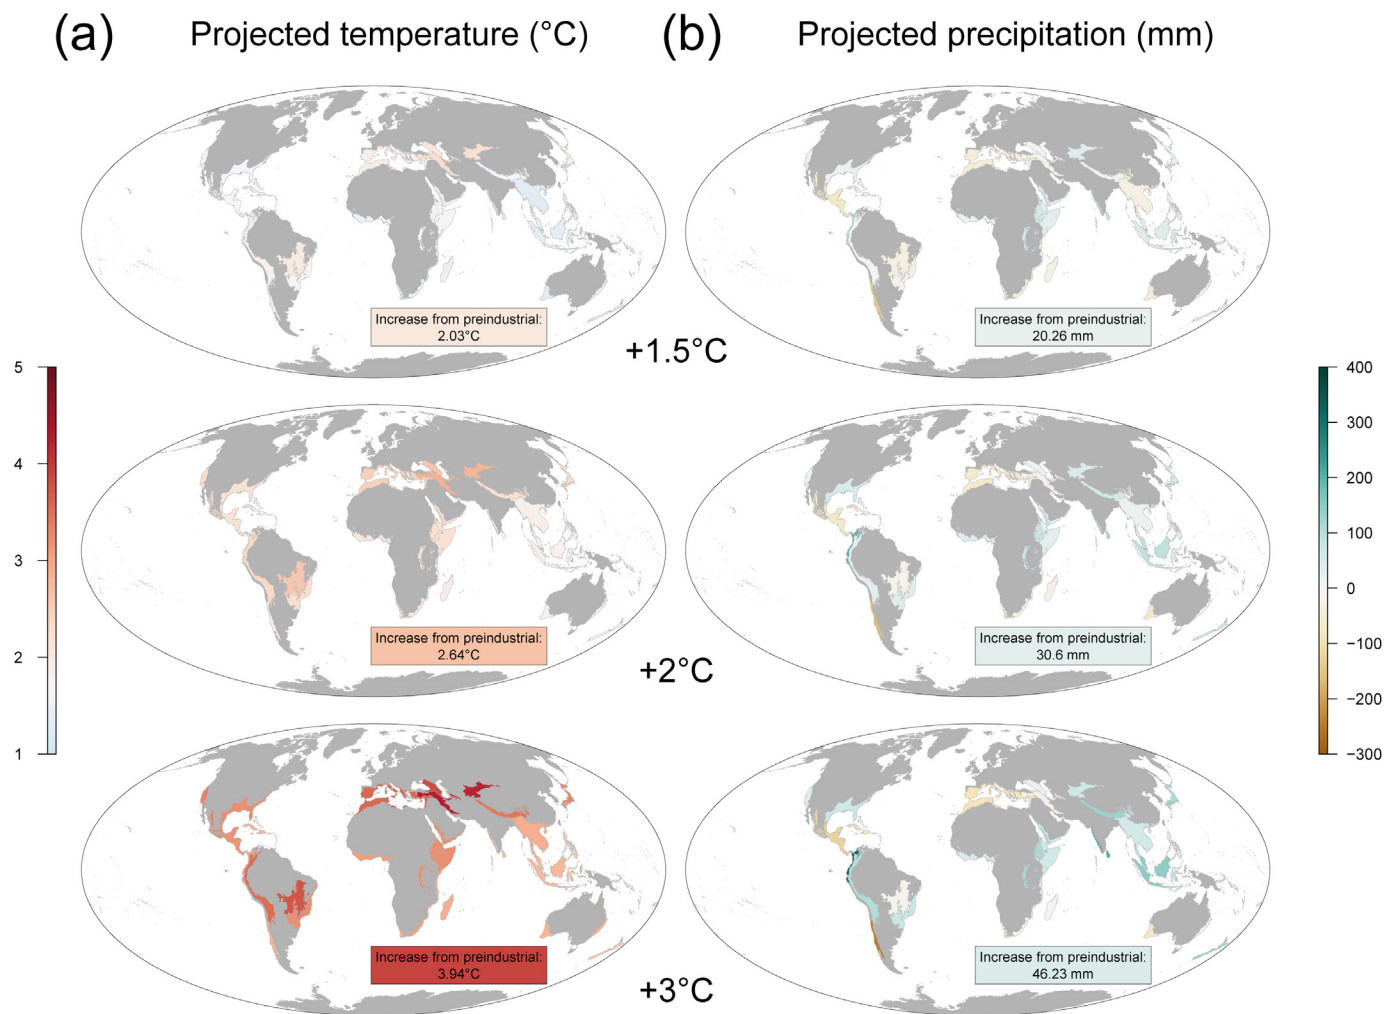 (a) Projected temperature (°C)
(b) Projected precipitation (mm)
Increase from preindustrial:
2.03°C
Increase from preindustrial:
20.26 mm
+1.5°C
5
4
3
2
1
400
300
200
100
0
−100
−200
−300
Increase from preindustrial:
2.64°C
Increase from preindustrial:
30.6 mm
+2°C
Increase from preindustrial:
3.94°C
Increase from preindustrial:
46.23 mm
+3°C